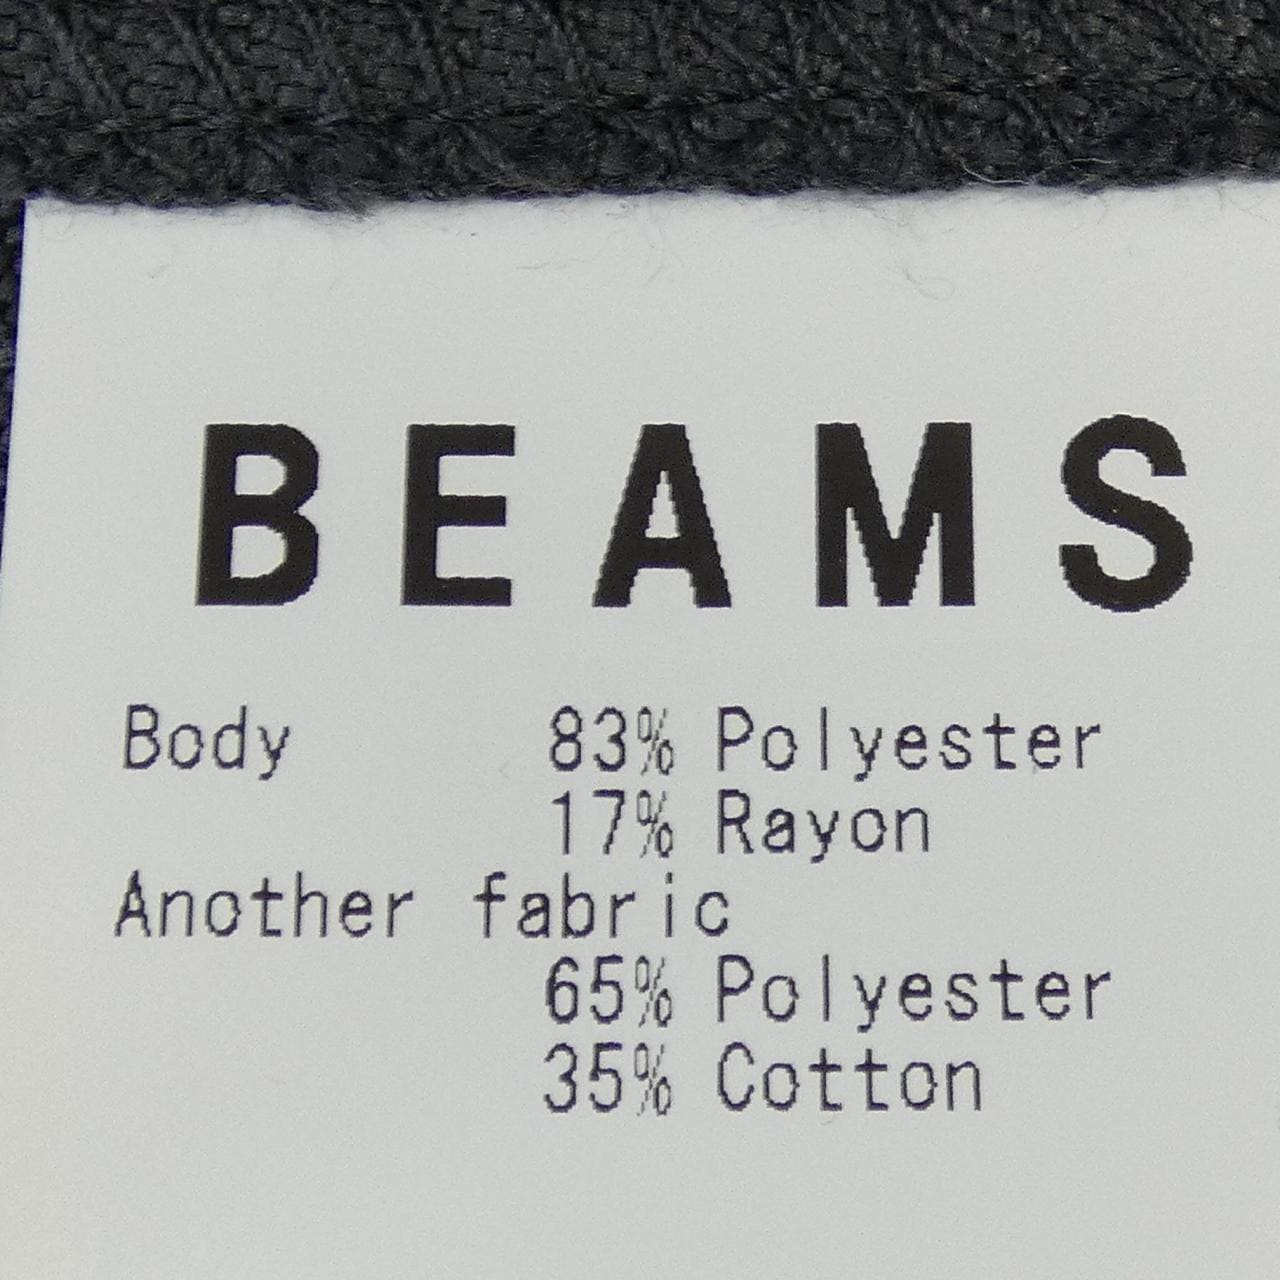 BEAMS
Body 83% Polyester
17% Rayon
Another fabric
65% Polyester
35% Cotton